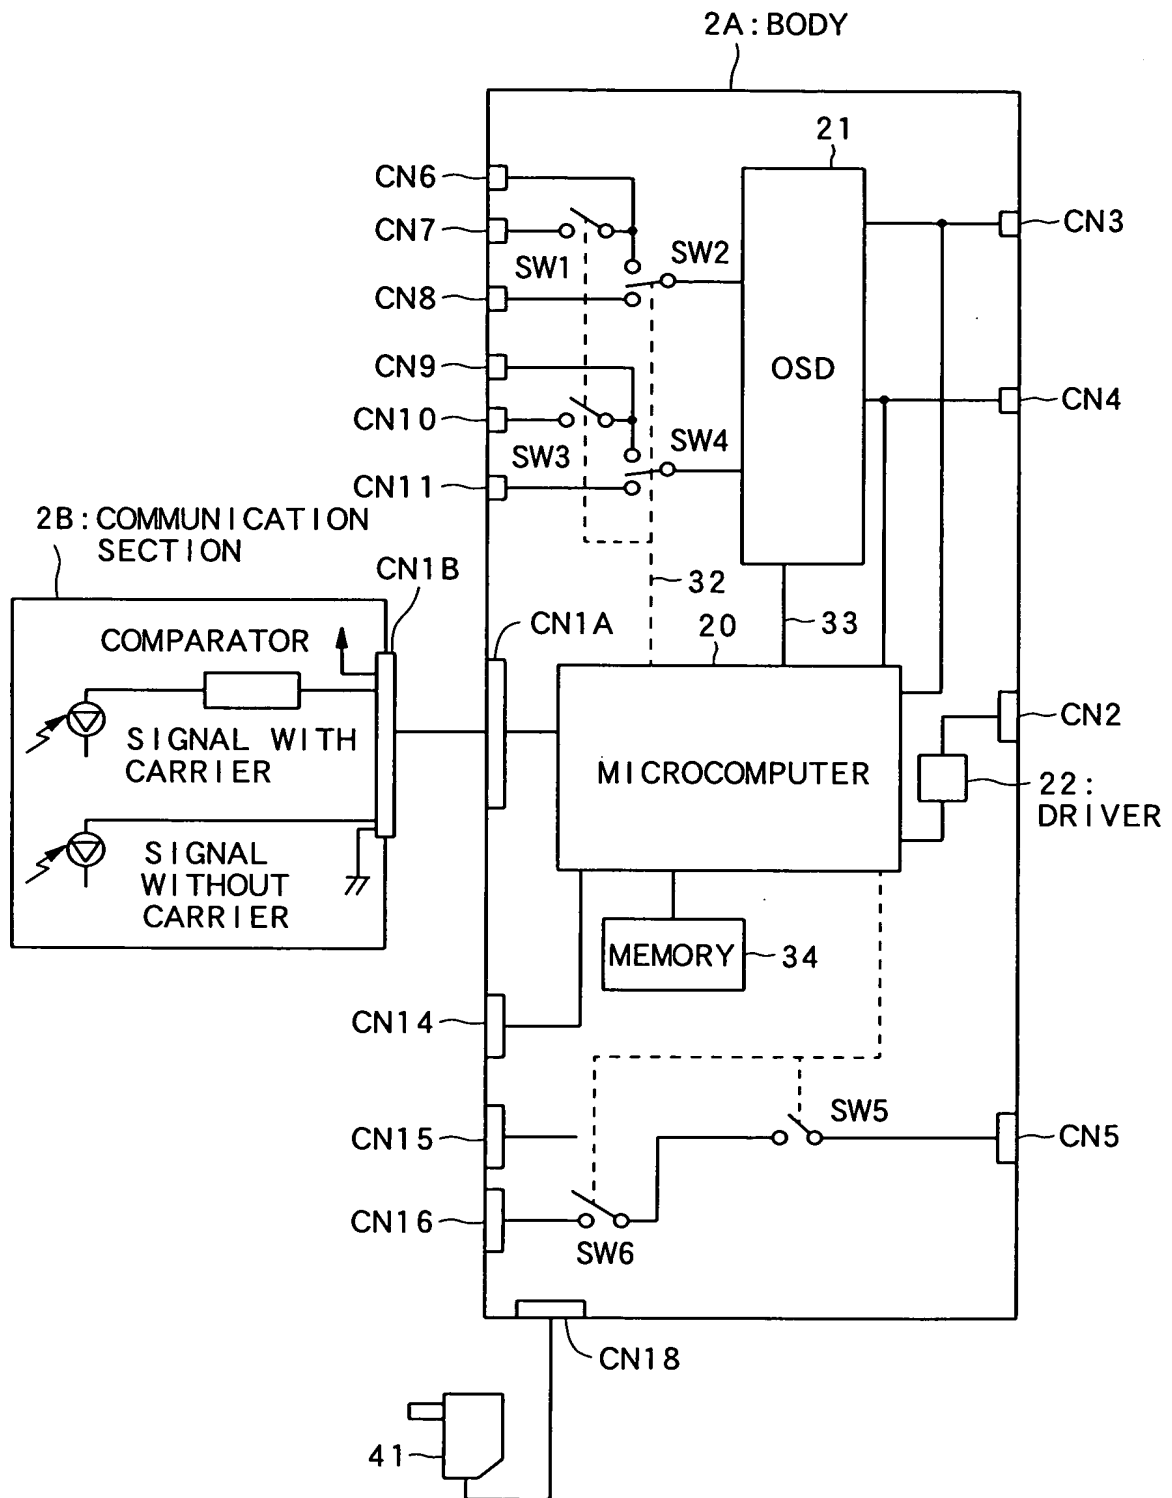 2A:BODY
21
CN6
CN7
SW1
SW2
CN8
CN3
CN9
OSD
CN10
SW3
SW4
CN4
CN11
2B:COMMUNICATION
SECTION
CN1B
32
CN1A
20
33
COMPARATOR
SIGNAL WITH
CARRIER
MICROCOMPUTER
CN2
22:
DRIVER
SIGNAL
WITHOUT
CARRIER
MEMORY
34
CN14
CN15
SW5
CN5
CN16
SW6
CN18
41